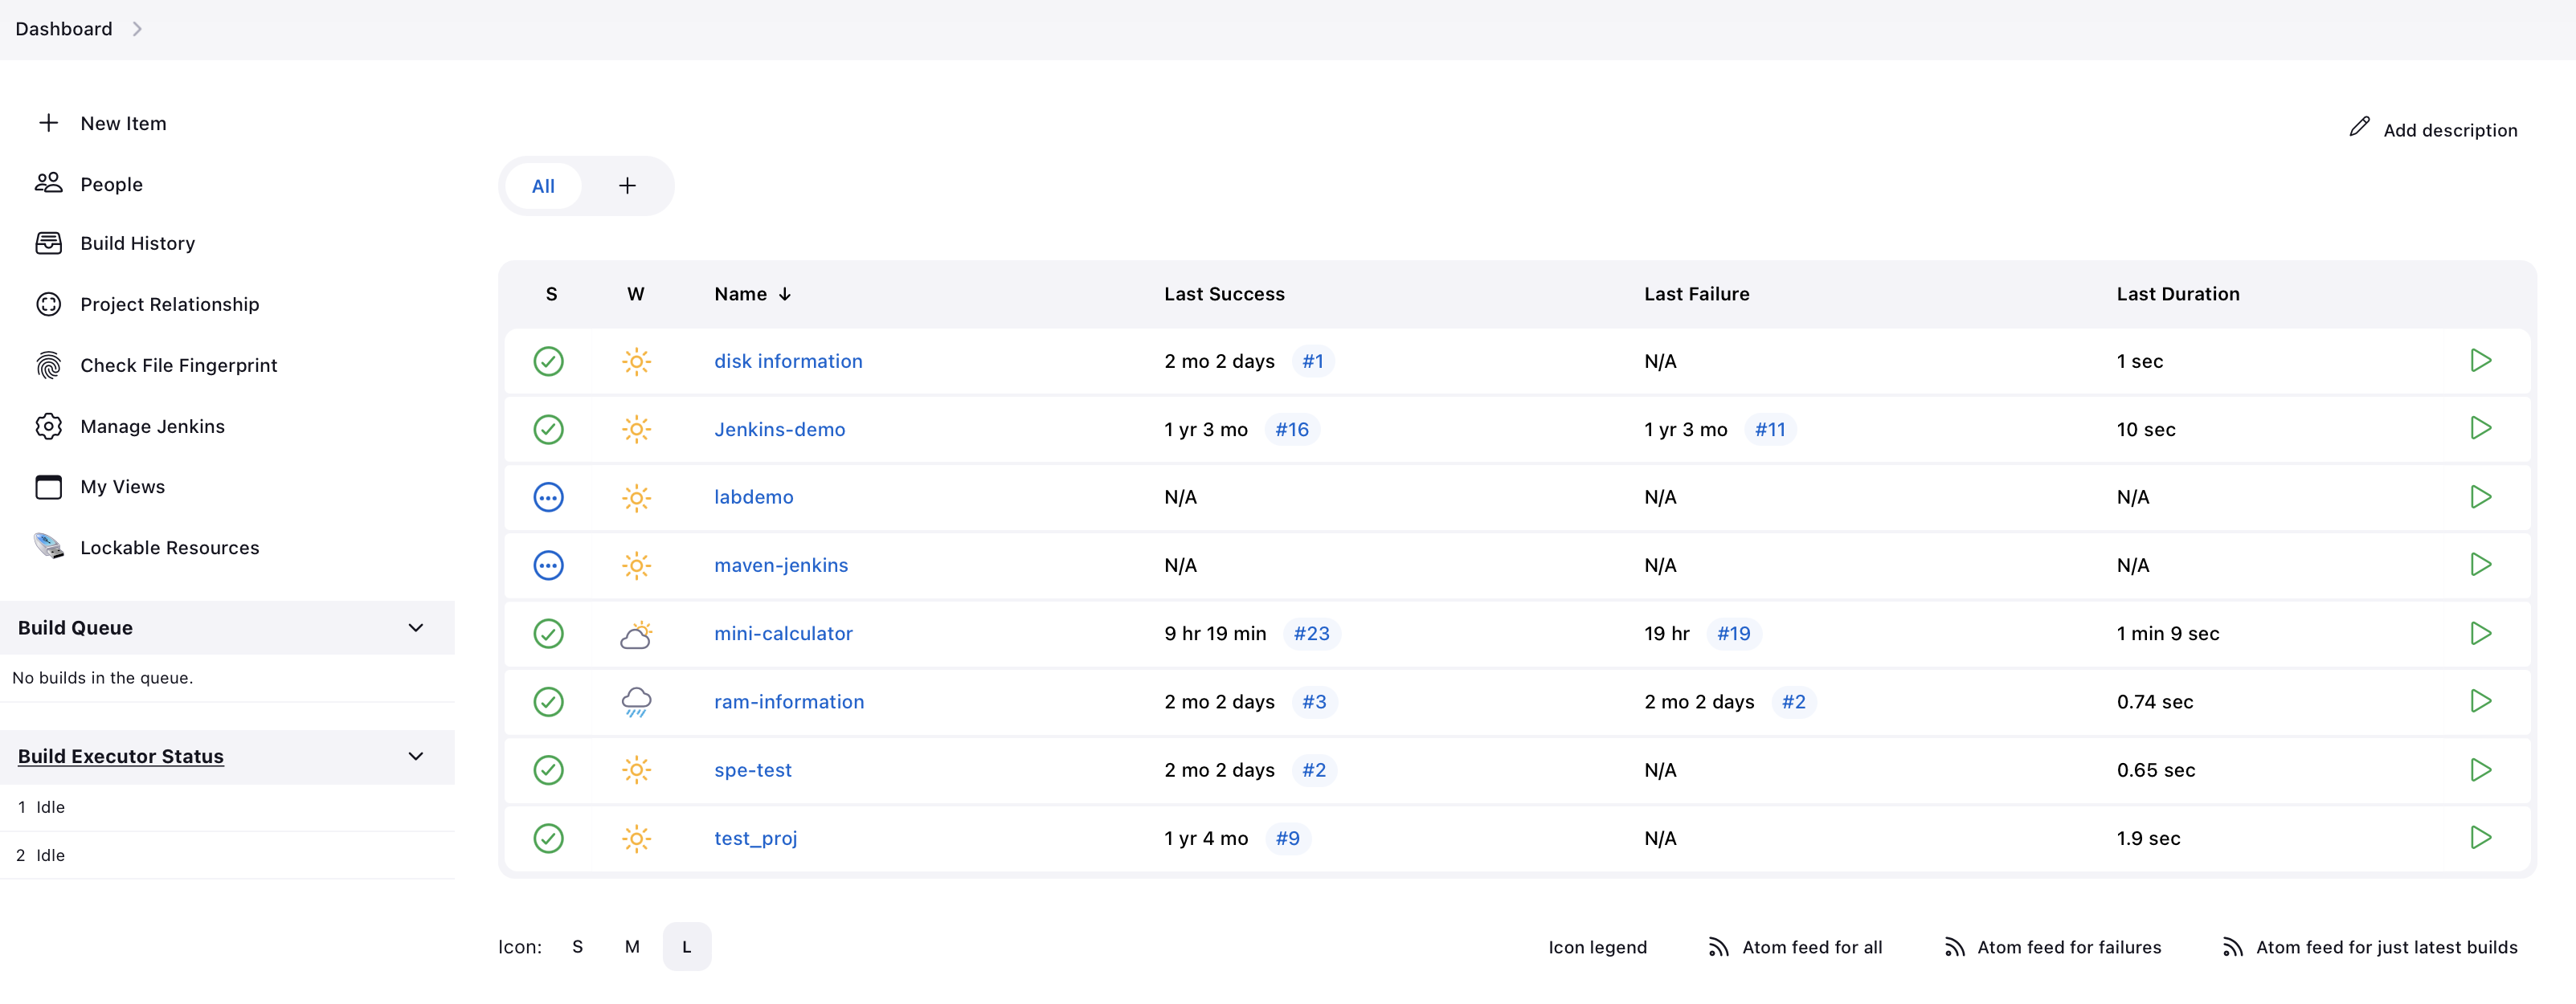 Dashboard
New Item
People
Build History
Project Relationship
Check File Fingerprint
Manage Jenkins
My Views
Lockable Resources
Build Queue
No builds in the queue.
Build Executor Status
1 Idle
2 Idle
Add description
All +
S W Name ↓ Last Success Last Failure Last Duration
disk information 2 mo 2 days #1 N/A 1 sec
Jenkins-demo 1 yr 3 mo #16 1 yr 3 mo #11 10 sec
labdemo N/A N/A N/A
maven-jenkins N/A N/A N/A
mini-calculator 9 hr 19 min #23 19 hr #19 1 min 9 sec
ram-information 2 mo 2 days #3 2 mo 2 days #2 0.74 sec
spe-test 2 mo 2 days #2 N/A 0.65 sec
test_proj 1 yr 4 mo #9 N/A 1.9 sec
Icon: S M L Icon legend Atom feed for all Atom feed for failures Atom feed for just latest builds